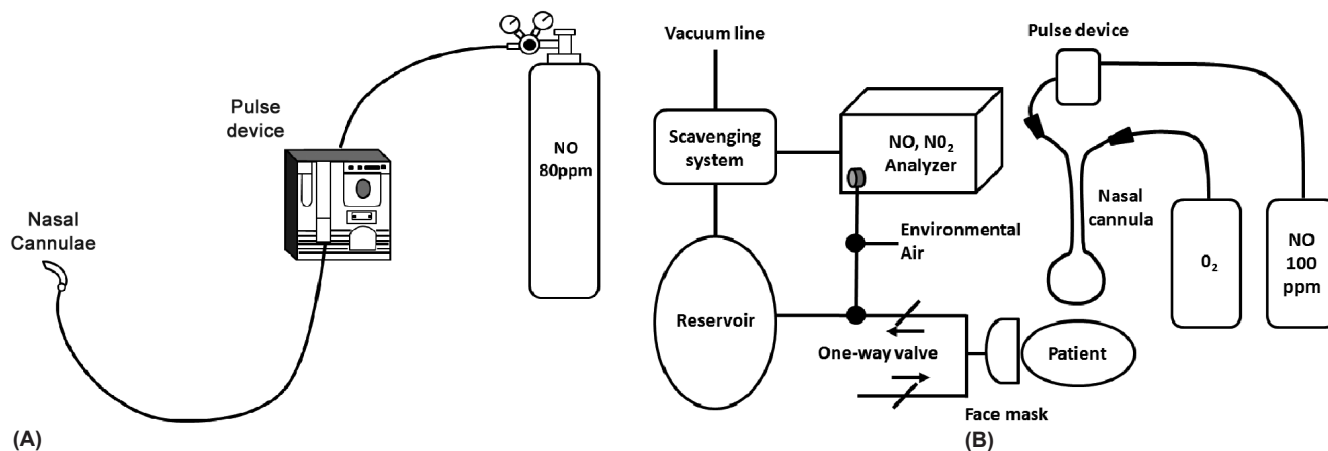 NO
80ppm
Pulse
device
Nasal
Cannulae
(A)
Vacuum line
Scavenging
system
NO, N0₂
Analyzer
Environmental
Air
Reservoir
One-way valve
Face mask
Patient
Pulse device
Nasal
cannula
0₂
NO
100
ppm
(B)